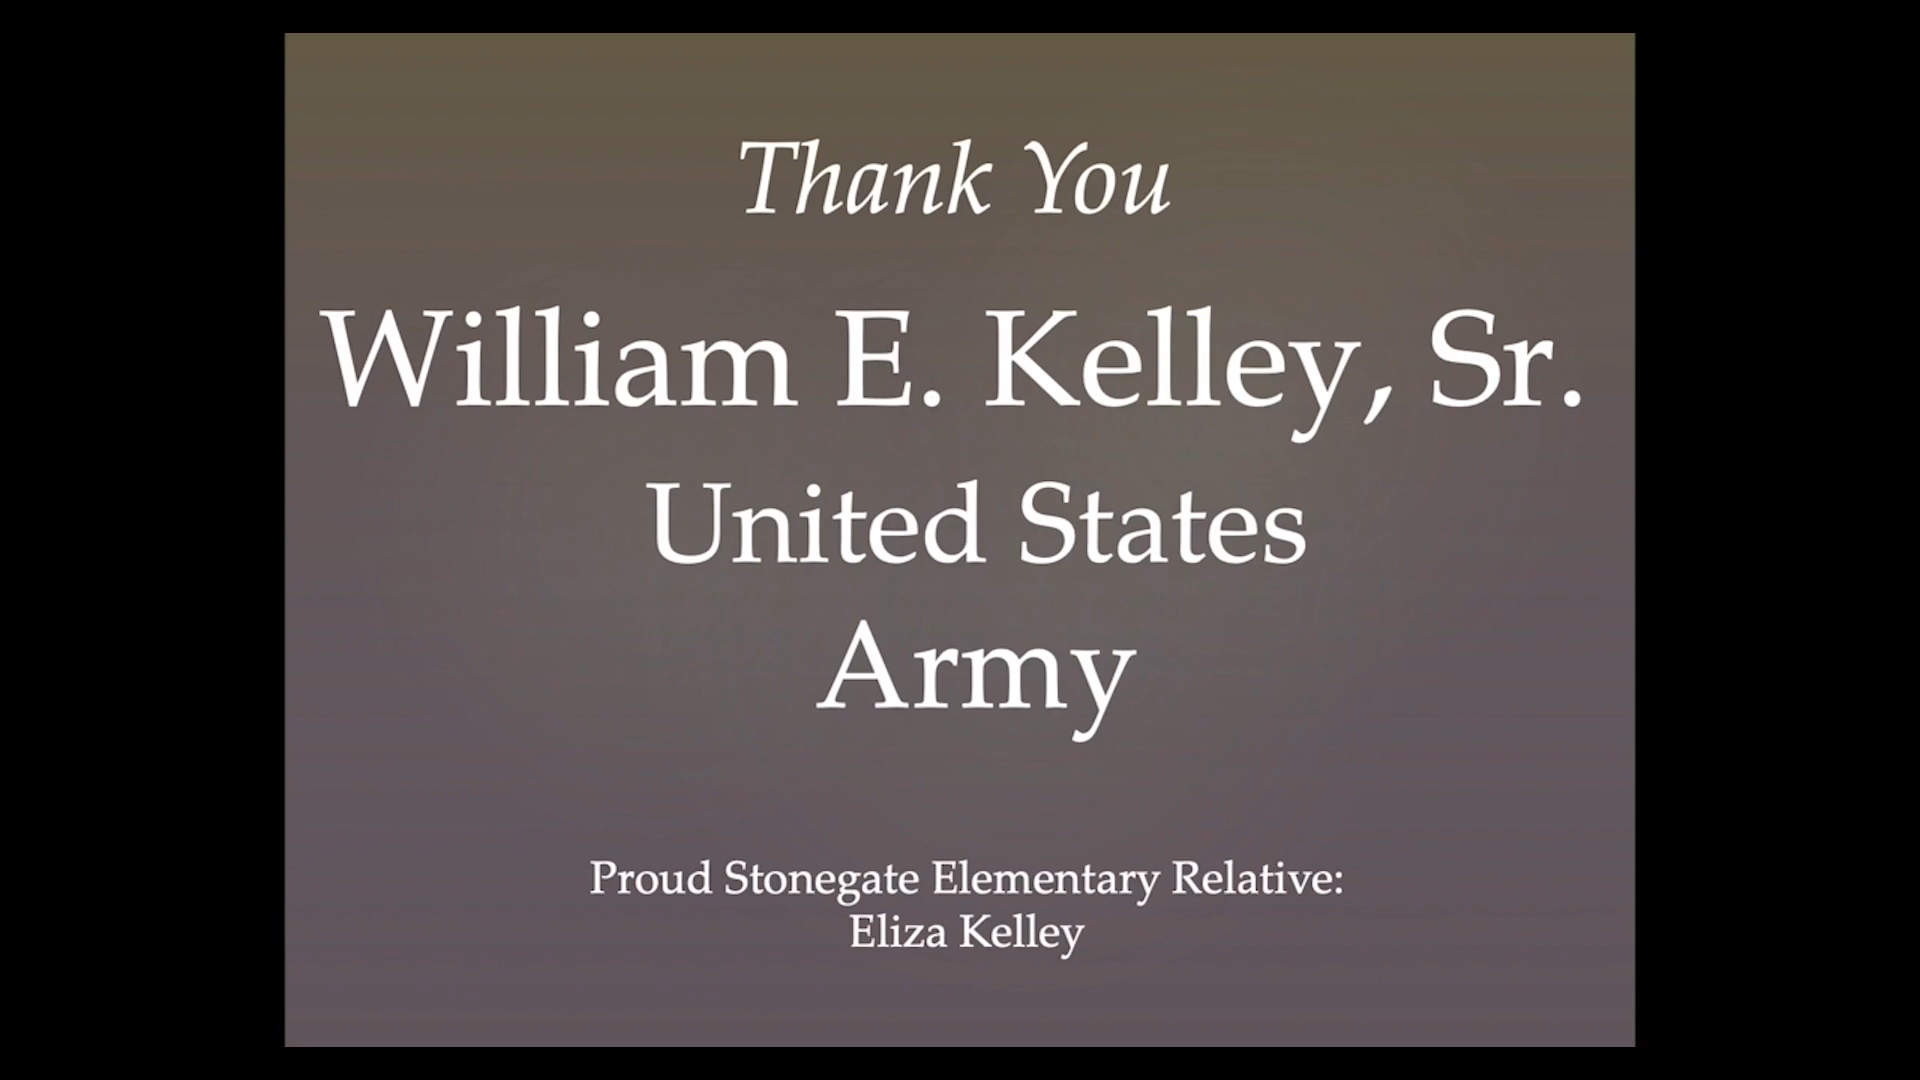 Thank You
William E. Kelley, Sr.
United States
Army
Proud Stonegate Elementary Relative:
Eliza Kelley